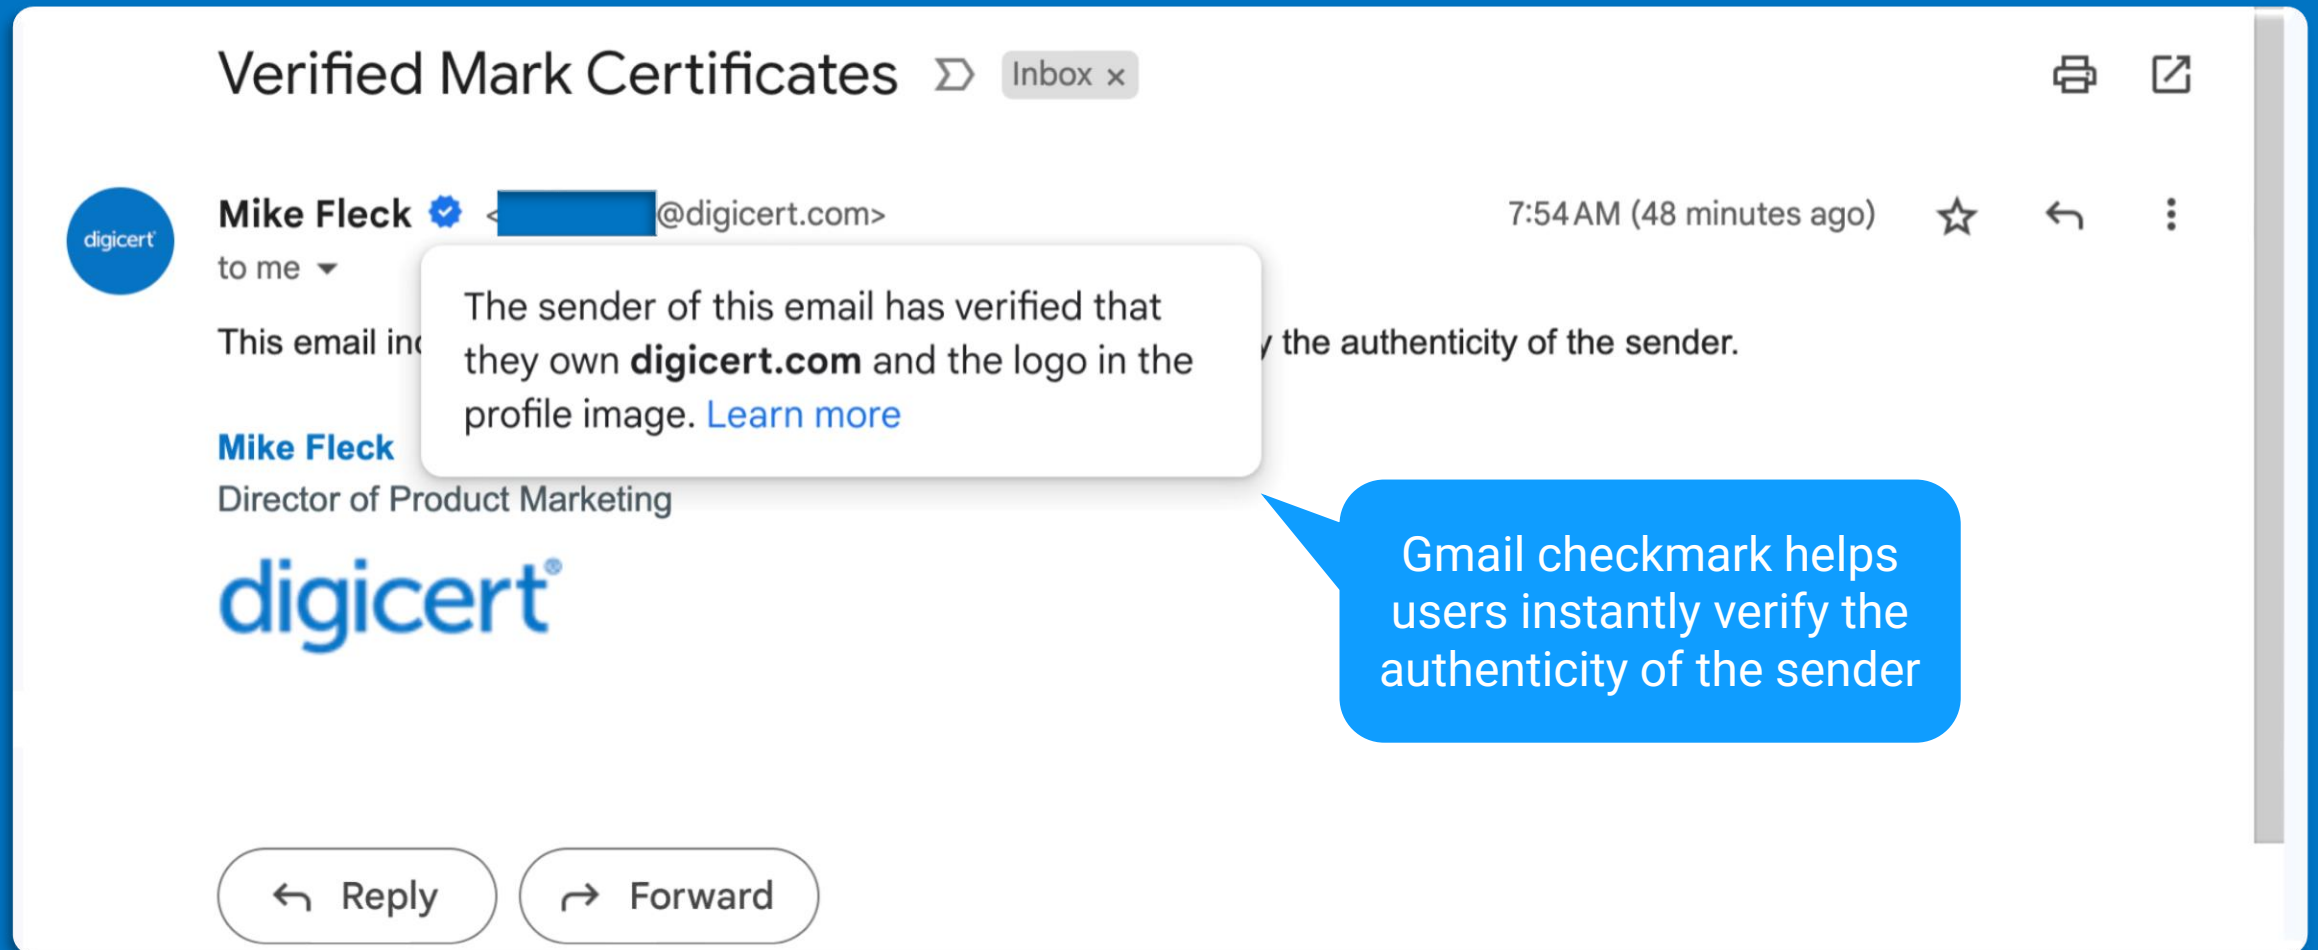 Verified Mark Certificates Inbox ×
digicert
Mike Fleck < @digicert.com> 7:54 AM (48 minutes ago)
to me
The sender of this email has verified that
they own digicert.com and the logo in the
profile image. Learn more
This email in the authenticity of the sender.
Mike Fleck
Director of Product Marketing
digicert®
Gmail checkmark helps
users instantly verify the
authenticity of the sender
Reply Forward